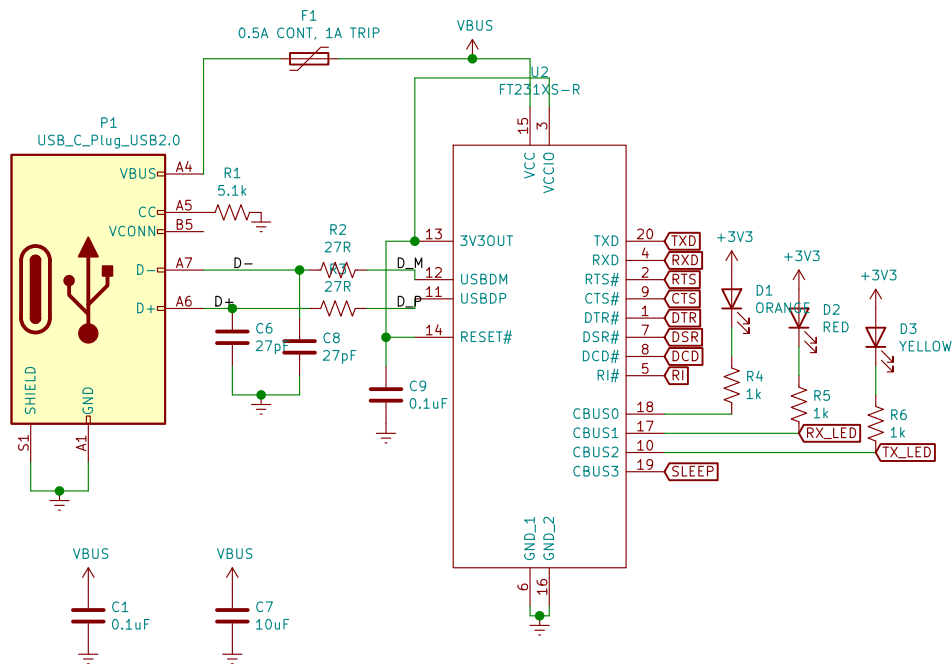 F1
0.5A CONT, 1A TRIP
VBUS
U2
FT231XS-R
P1
USB_C_Plug_USB2.0
15
3
VCC
VCCIO
VBUS
A4
R1
5.1k
CC
A5
VCONN
B5
D-
A7
D-
R2
27R
R3
27R
D_M
D+
A6
D+
D_P
C6
27pF
C8
27pF
C9
0.1uF
SHIELD
GND
S1
A1
13
3V3OUT
12
USBDM
11
USBDP
14
RESET#
TXD
20
TXD
RXD
4
RXD
RTS#
2
RTS
CTS#
9
CTS
DTR#
1
DTR
DSR#
7
DSR
DCD#
8
DCD
RI#
5
RI
CBUS0
18
CBUS1
17
RX_LED
CBUS2
10
TX_LED
CBUS3
19
SLEEP
+3V3
D1
ORANGE
R4
1k
+3V3
D2
RED
R5
1k
+3V3
D3
YELLOW
R6
1k
GND_1
GND_2
6
16
VBUS
C1
0.1uF
VBUS
C7
10uF